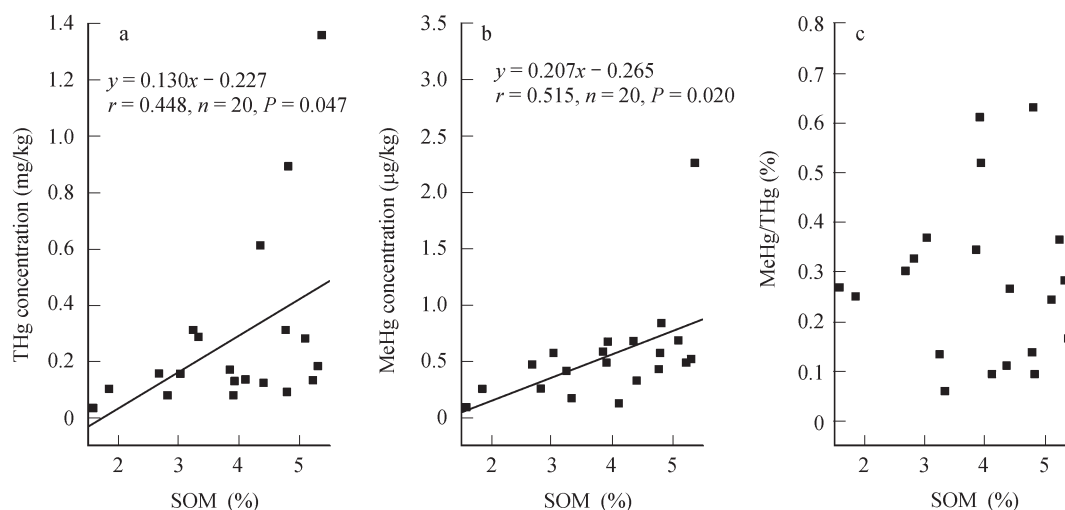 a
y = 0.130x − 0.227
r = 0.448, n = 20, P = 0.047
THg concentration (mg/kg)
1.4
1.2
1.0
0.8
0.6
0.4
0.2
0
2 3 4 5
SOM (%)
b
y = 0.207x − 0.265
r = 0.515, n = 20, P = 0.020
MeHg concentration (μg/kg)
3.5
3.0
2.5
2.0
1.5
1.0
0.5
0
2 3 4 5
SOM (%)
c
MeHg/THg (%)
0.8
0.7
0.6
0.5
0.4
0.3
0.2
0.1
0
2 3 4 5
SOM (%)